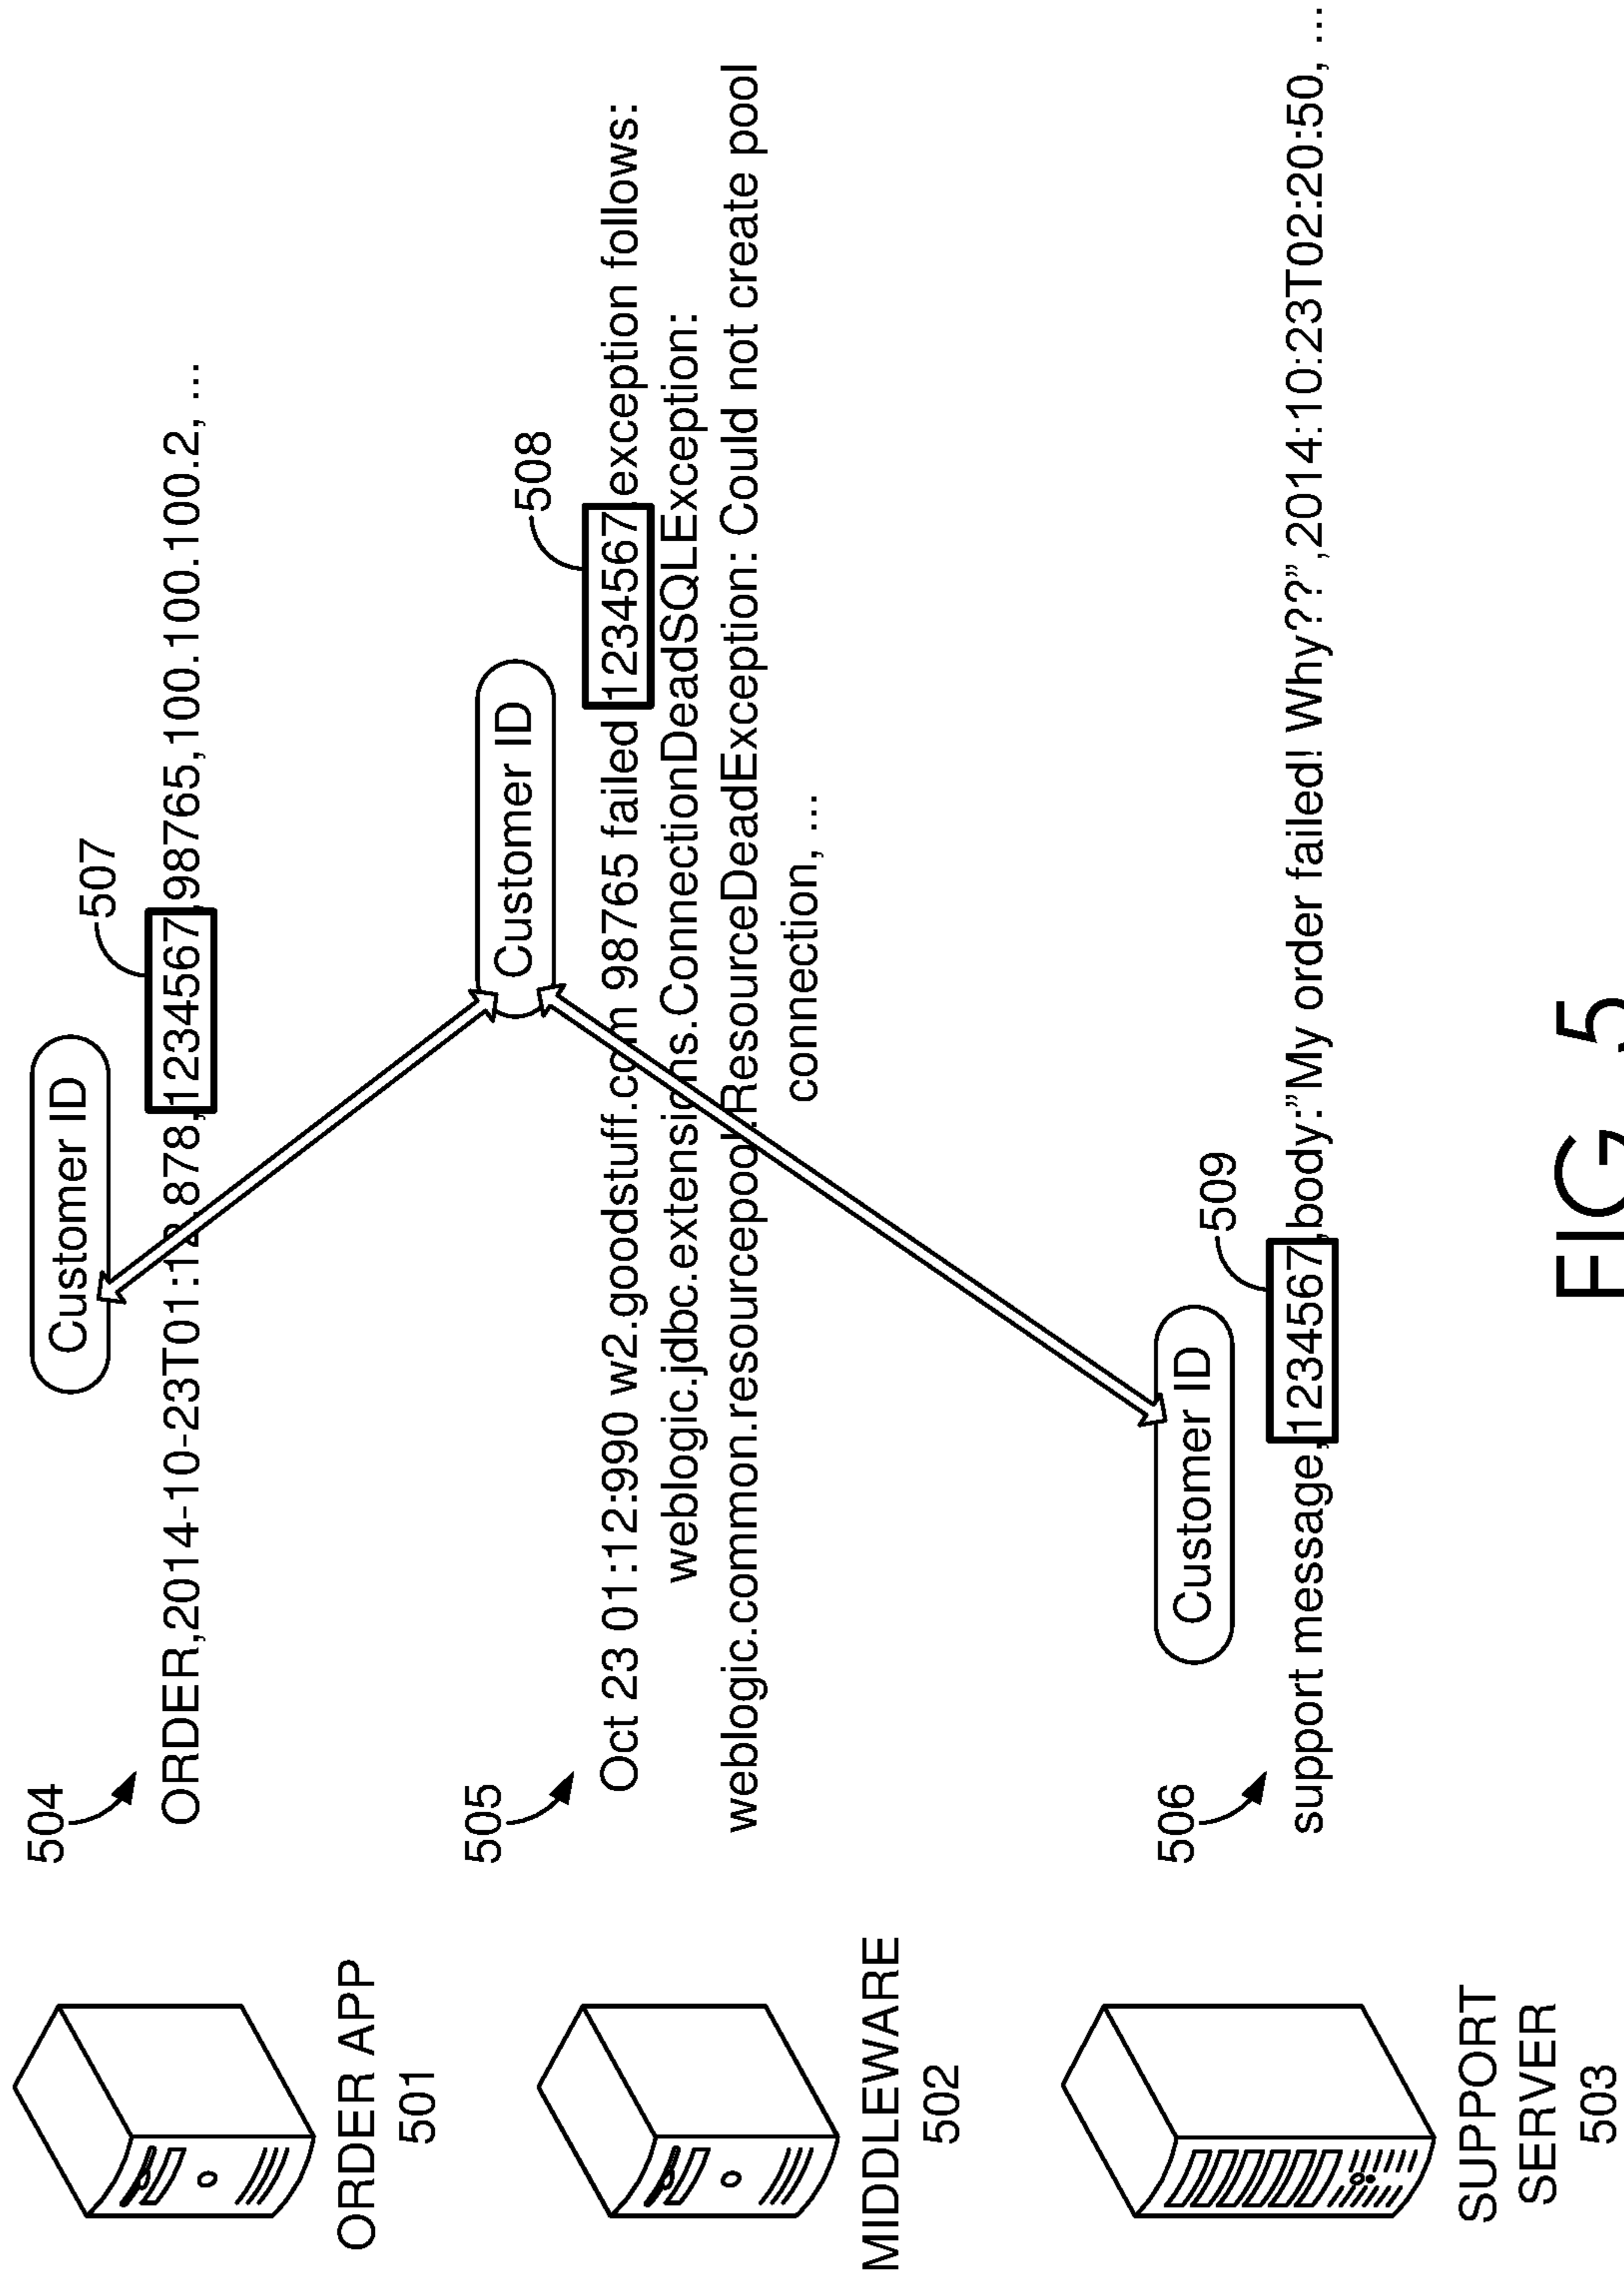 ORDER APP
501
504
Customer ID
507
ORDER,2014-10-23T01:1 .878,1234567,98765,100.100.100.2, ...
MIDDLEWARE
502
505
Customer ID
508
Oct 23 01:12:990 w2.goodstuff.com 98765 failed 1234567 exception follows:
weblogic.jdbc.extensions.ConnectionDeadSQLException:
weblogic.common.resourcepool.ResourceDeadException: Could not create pool
connection, ...
SUPPORT
SERVER
503
506
Customer ID
509
support message,1234567,body:”My order failed! Why??”,2014:10:23T02:20:50, ...
FIG. 5